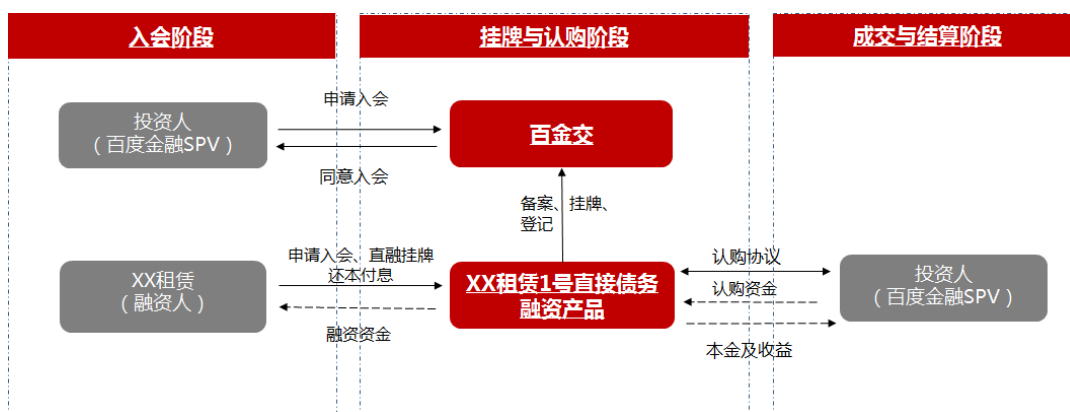 入会阶段
挂牌与认购阶段
成交与结算阶段
投资人
（百度金融SPV）
申请入会
同意入会
百金交
备案、挂牌、
登记
XX租赁
（融资人）
申请入会、直融挂牌
还本付息
融资资金
XX租赁1号直接债务
融资产品
认购协议
认购资金
本金及收益
投资人
（百度金融SPV）